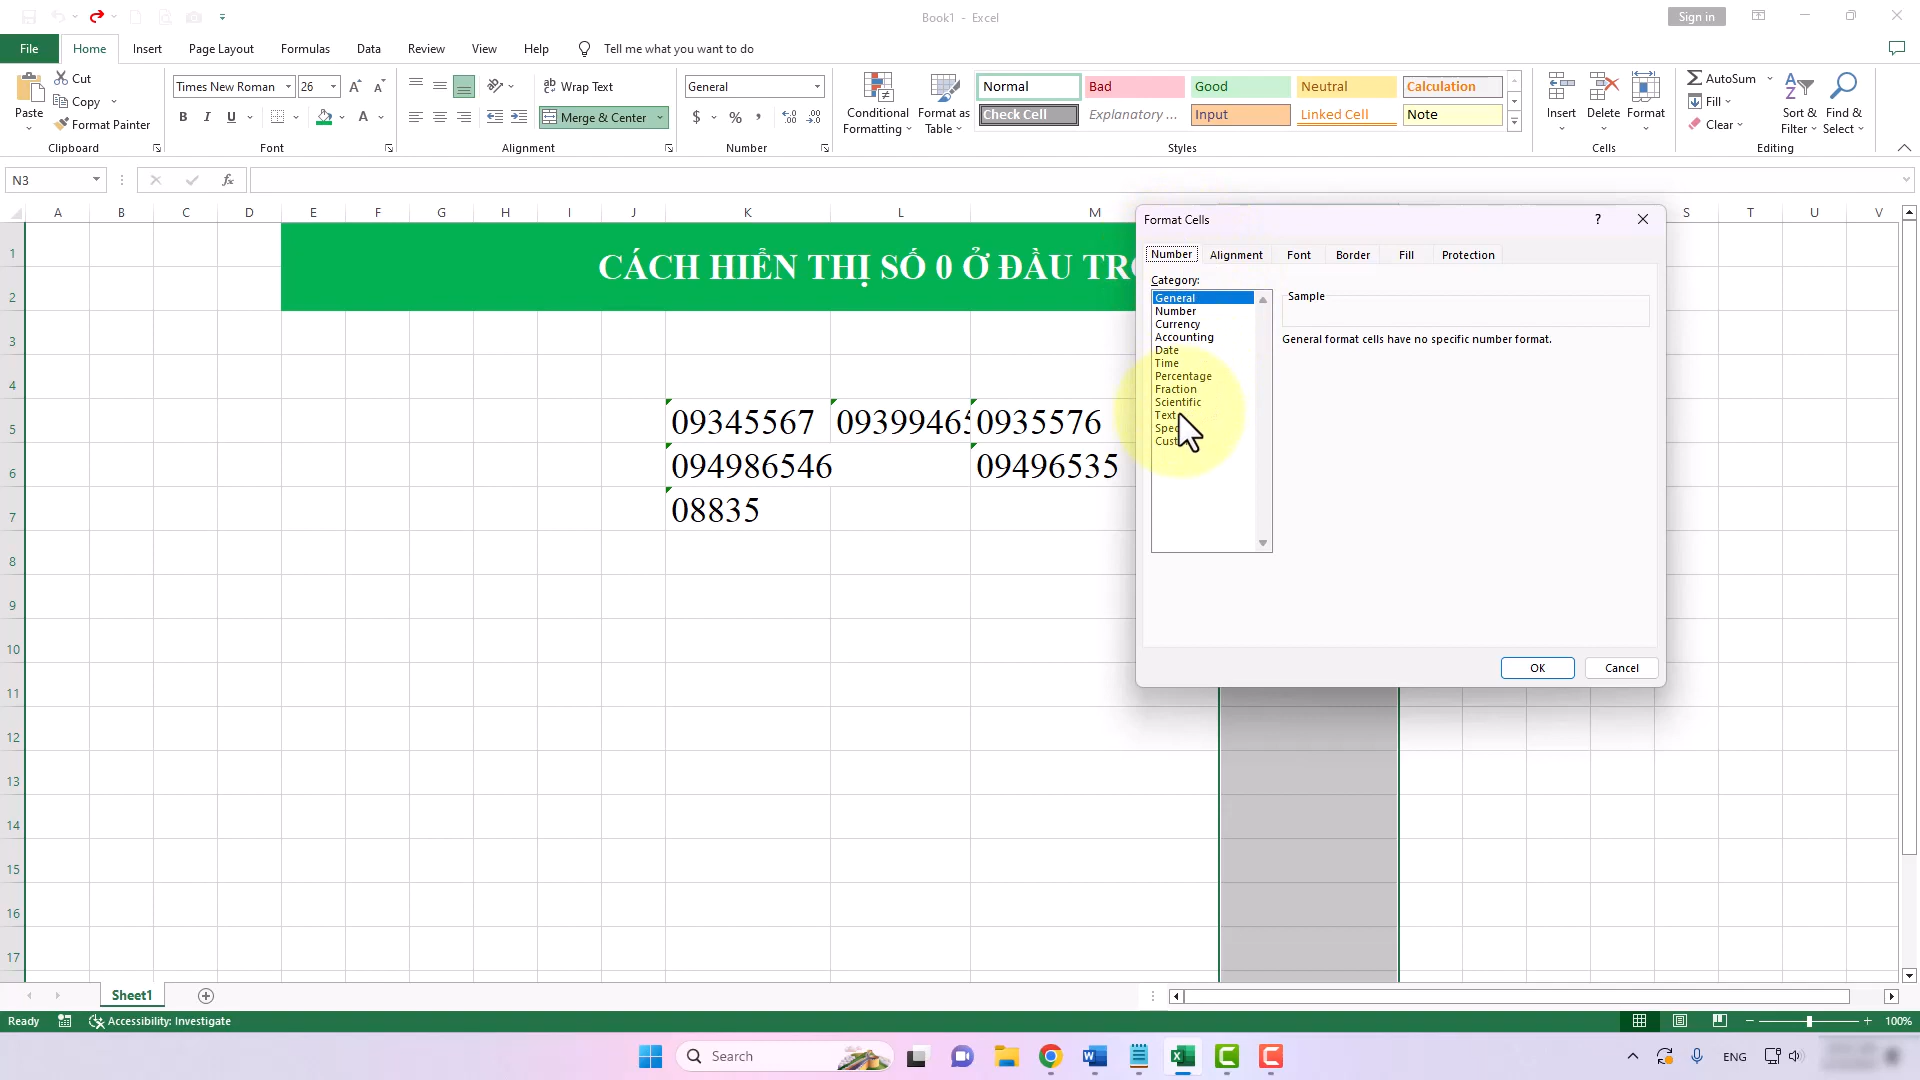 Book1 - Excel
Sign in
File Home Insert Page Layout Formulas Data Review View Help Tell me what you want to do
Paste
Cut
Copy
Format Painter
Clipboard
Times New Roman 26
B I U
Font
Wrap Text
Merge & Center
Alignment
General
$ % ,
Number
Conditional Formatting
Format as Table
Normal Bad Good Neutral Calculation
Check Cell Explanatory ... Input Linked Cell Note
Styles
Insert Delete Format
Cells
AutoSum
Fill
Clear
Sort & Filter
Find & Select
Editing
N3
fx
A B C D E F G H I J K L M S T U V
1
2
3
4
5
6
7
8
9
10
11
12
13
14
15
16
17
CÁCH HIỂN THỊ SỐ 0 Ở ĐẦU
09345567 0939946 0935576
094986546 09496535
08835
Format Cells
?
Number Alignment Font Border Fill Protection
Category:
General
Number
Currency
Accounting
Date
Time
Percentage
Fraction
Scientific
Text
Sample
General format cells have no specific number format.
OK Cancel
Sheet1
Ready Accessibility: Investigate
100%
Search
ENG